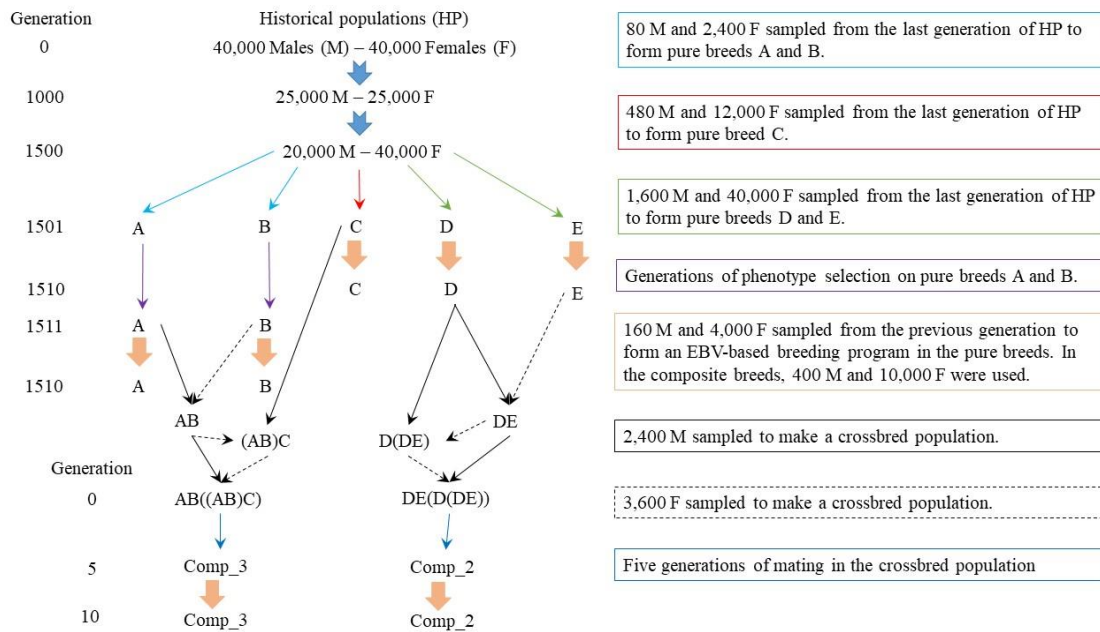 Generation
Historical populations (HP)
0
40,000 Males (M) – 40,000 Females (F)
1000
25,000 M – 25,000 F
1500
20,000 M – 40,000 F
1501
A
B
C
D
E
1510
C
D
E
1511
A
B
1510
A
B
AB
(AB)C
D(DE)
DE
Generation
0
AB((AB)C)
DE(D(DE))
5
Comp_3
Comp_2
10
Comp_3
Comp_2
80 M and 2,400 F sampled from the last generation of HP
to form pure breeds A and B.
480 M and 12,000 F sampled from the last generation of HP
to form pure breed C.
1,600 M and 40,000 F sampled from the last generation of HP
to form pure breeds D and E.
Generations of phenotype selection on pure breeds A and B.
160 M and 4,000 F sampled from the previous generation to
form an EBV-based breeding program in the pure breeds. In
the composite breeds, 400 M and 10,000 F were used.
2,400 M sampled to make a crossbred population.
3,600 F sampled to make a crossbred population.
Five generations of mating in the crossbred population